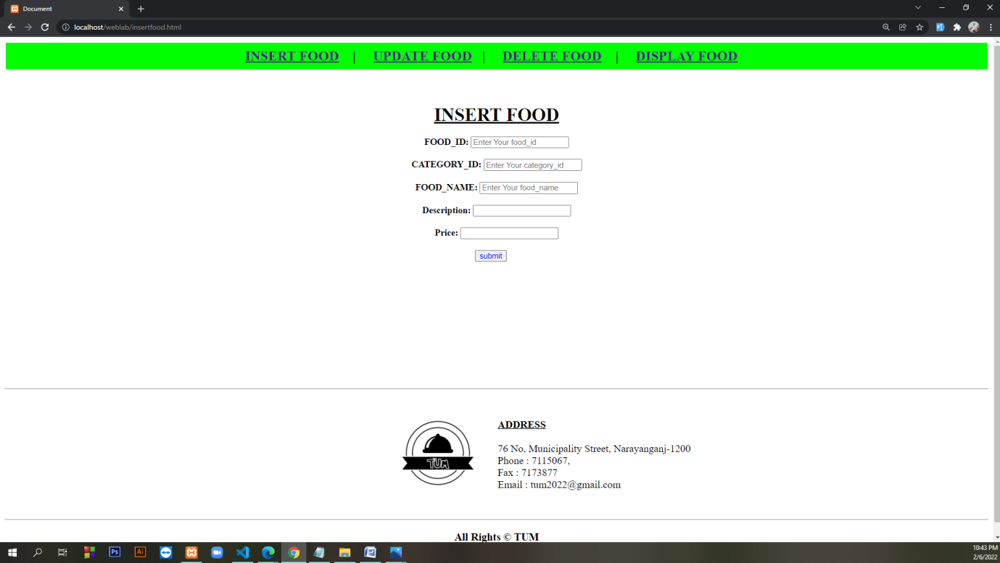 Document
localhost/weblab/insertfood.html
INSERT FOOD | UPDATE FOOD | DELETE FOOD | DISPLAY FOOD
INSERT FOOD
FOOD_ID: Enter Your food_id
CATEGORY_ID: Enter Your category_id
FOOD_NAME: Enter Your food_name
Description:
Price:
submit
TUM
ADDRESS
76 No, Municipality Street, Narayanganj-1200
Phone : 7115067,
Fax : 7173877
Email : tum2022@gmail.com
All Rights © TUM
Ps
Ai
10:43 PM
2/6/2022